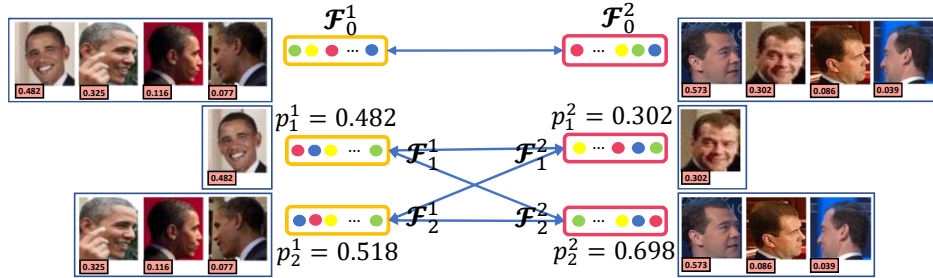 𝓕₀¹ 𝓕₀²
0.482 0.325 0.116 0.077 ... ... 0.573 0.302 0.086 0.039
p₁¹ = 0.482 p₁² = 0.302
0.482 ... 𝓕₁¹ 𝓕₁² ... 0.302
0.325 0.116 0.077 ... 𝓕₂¹ 𝓕₂² ... 0.573 0.086 0.039
p₂¹ = 0.518 p₂² = 0.698